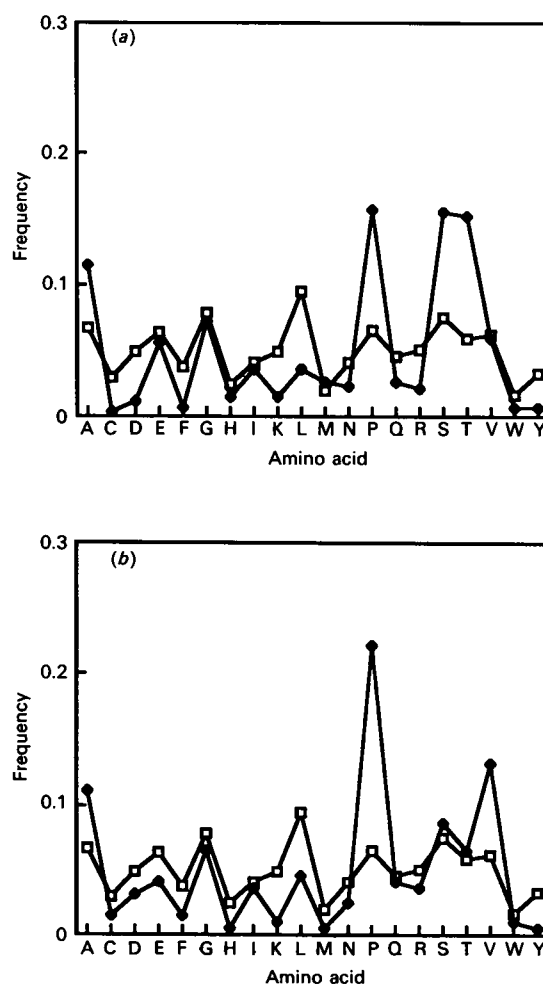 0.3
(a)
0.2
Frequency
0.1
0
A C D E F G H I K L M N P Q R S T V W Y
Amino acid
0.3
(b)
0.2
Frequency
0.1
0
A C D E F G H I K L M N P Q R S T V W Y
Amino acid